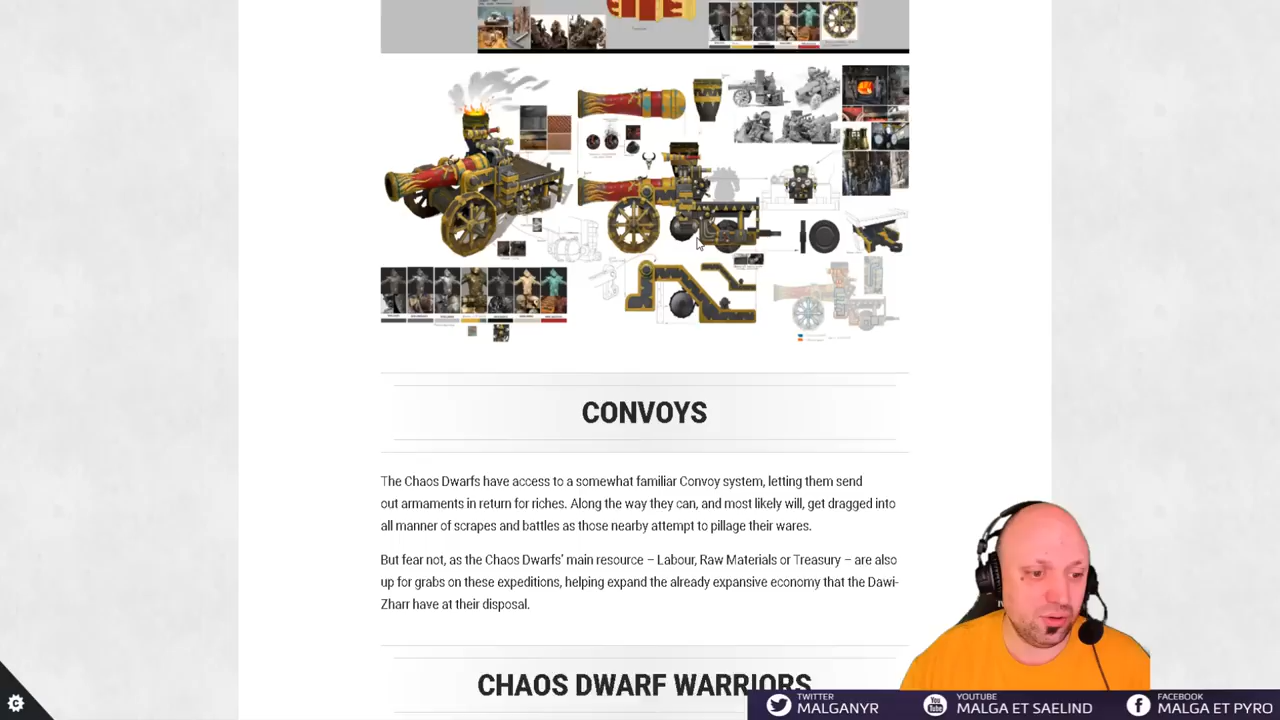 CONVOYS
The Chaos Dwarfs have access to a somewhat familiar Convoy system, letting them send
out armaments in return for riches. Along the way they can, and most likely will, get dragged into
all manner of scrapes and battles as those nearby attempt to pillage their wares.
But fear not, as the Chaos Dwarfs' main resource – Labour, Raw Materials or Treasury – are also
up for grabs on these expeditions, helping expand the already expansive economy that the Dawi-
Zharr have at their disposal.
CHAOS DWARF WARRIORS
TWITTER
MALGANYR
YOUTUBE
MALGA ET SAELIND
FACEBOOK
MALGA ET PYRO